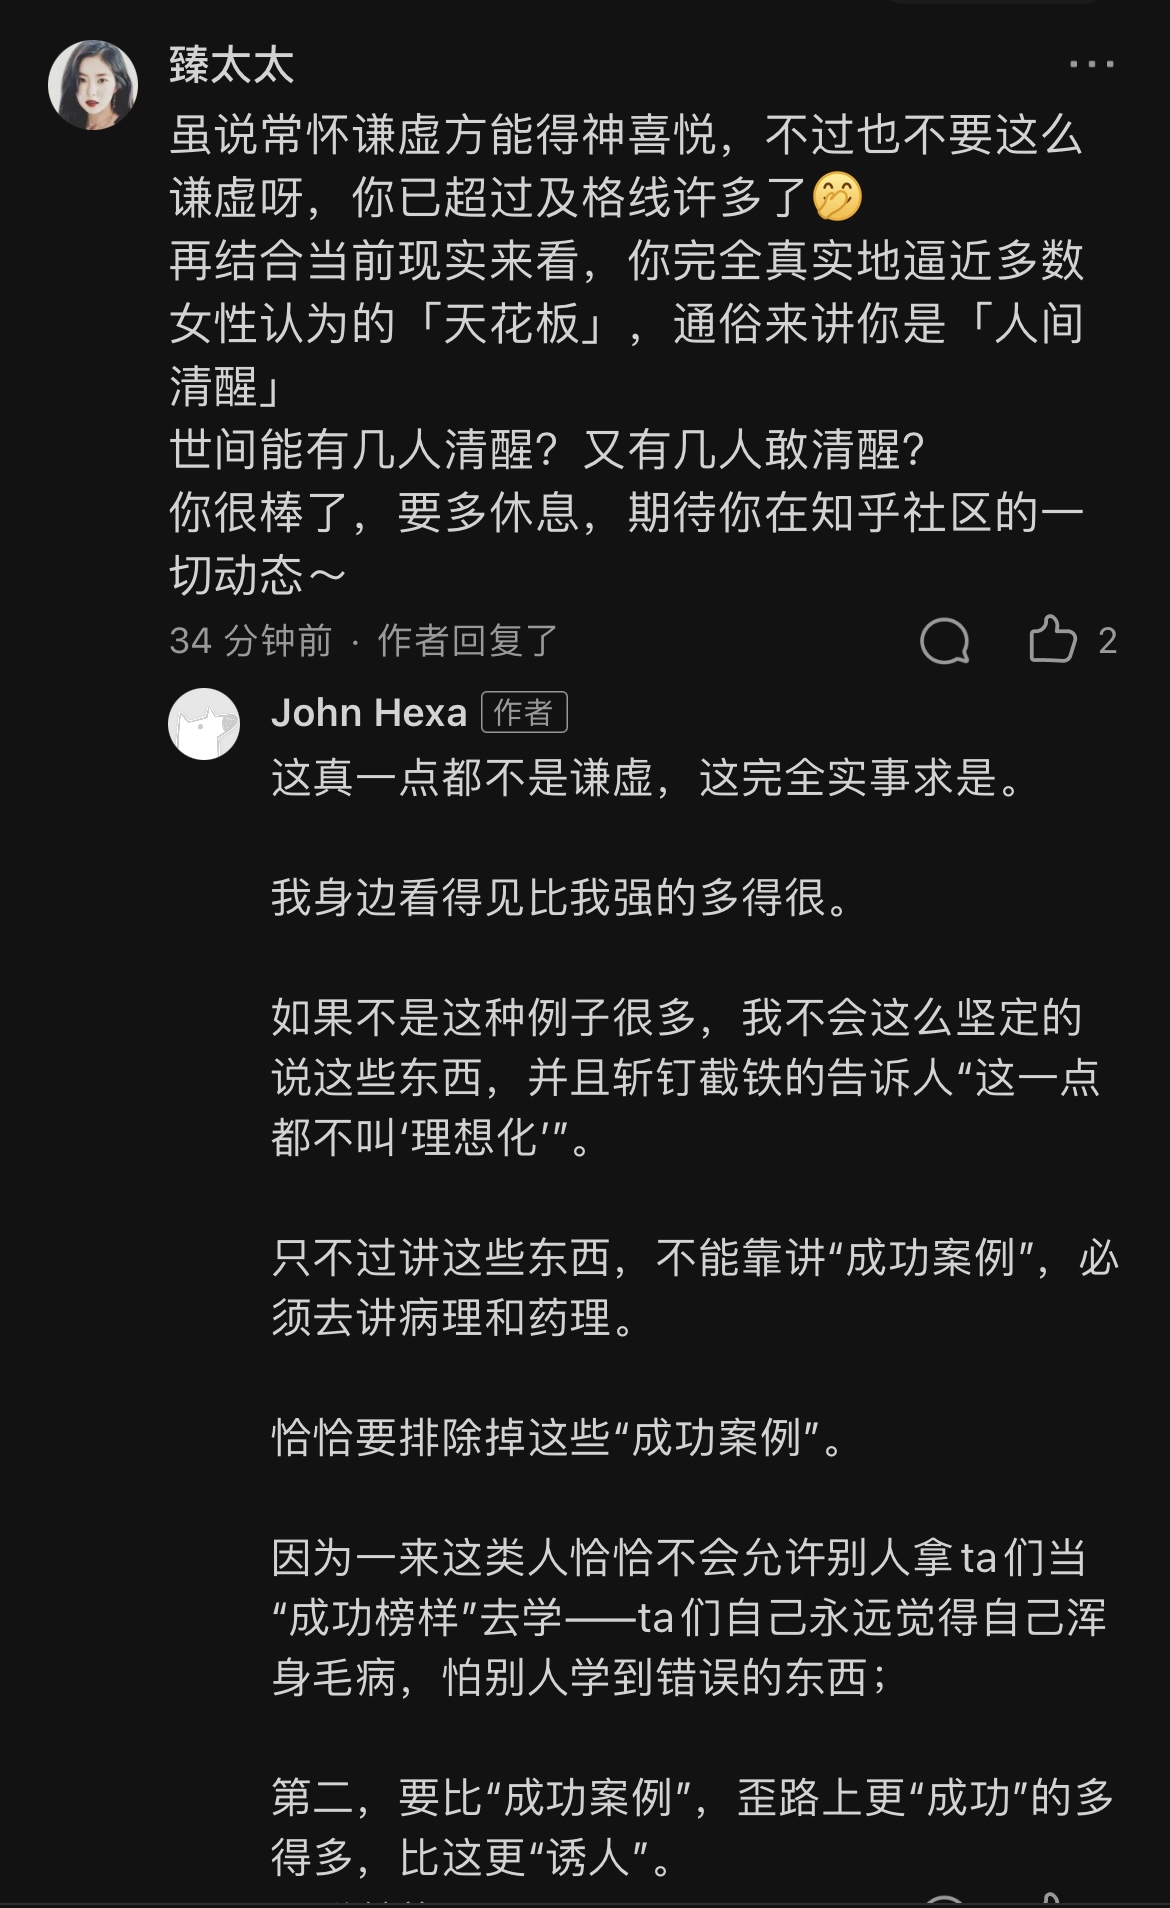 臻太太
虽说常怀谦虚方能得神喜悦，不过也不要这么
谦虚呀，你已超过及格线许多了🤭
再结合当前现实来看，你完全真实地逼近多数
女性认为的「天花板」，通俗来讲你是「人间
清醒」
世间能有几人清醒？又有几人敢清醒？
你很棒了，要多休息，期待你在知乎社区的一
切动态～
34 分钟前 · 作者回复了
2
John Hexa 作者
这真一点都不是谦虚，这完全实事求是。
我身边看得见比我强的多得很。
如果不是这种例子很多，我不会这么坚定的
说这些东西，并且斩钉截铁的告诉人“这一点
都不叫‘理想化’”。
只不过讲这些东西，不能靠讲“成功案例”，必
须去讲病理和药理。
恰恰要排除掉这些“成功案例”。
因为一来这类人恰恰不会允许别人拿ta们当
“成功榜样”去学——ta们自己永远觉得自己浑
身毛病，怕别人学到错误的东西；
第二，要比“成功案例”，歪路上更“成功”的多
得多，比这更“诱人”。